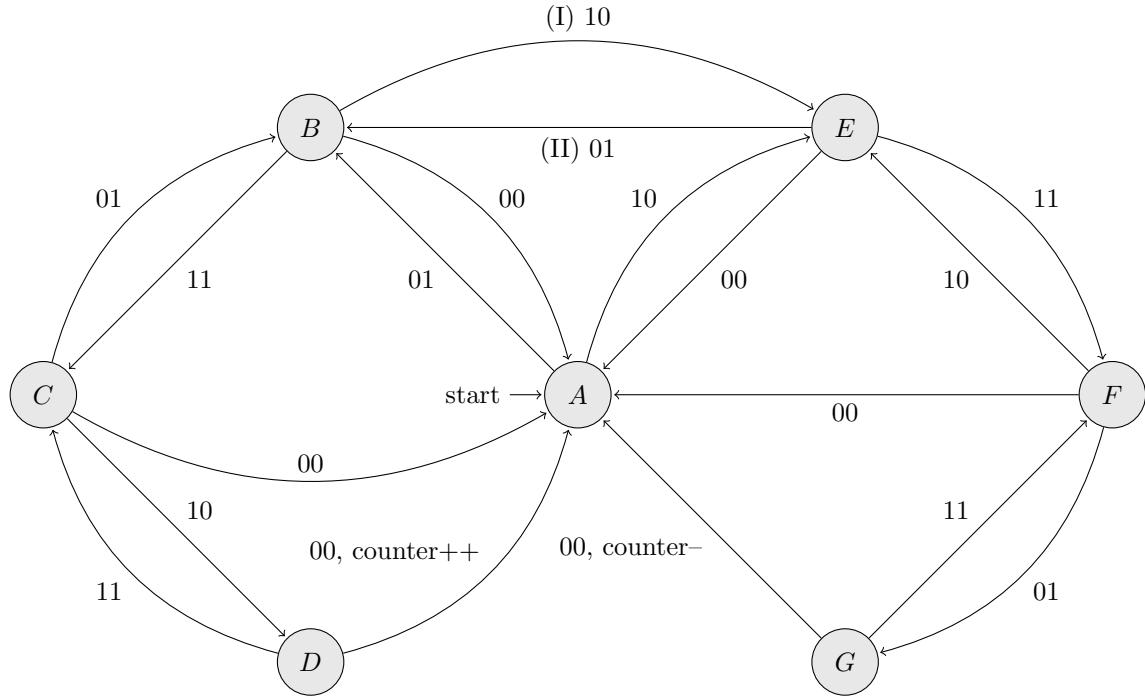 (I) 10
B
E
(II) 01
01
00
10
11
11
01
00
10
C
start
A
F
00
00
10
11
00, counter++
00, counter–
11
01
D
G